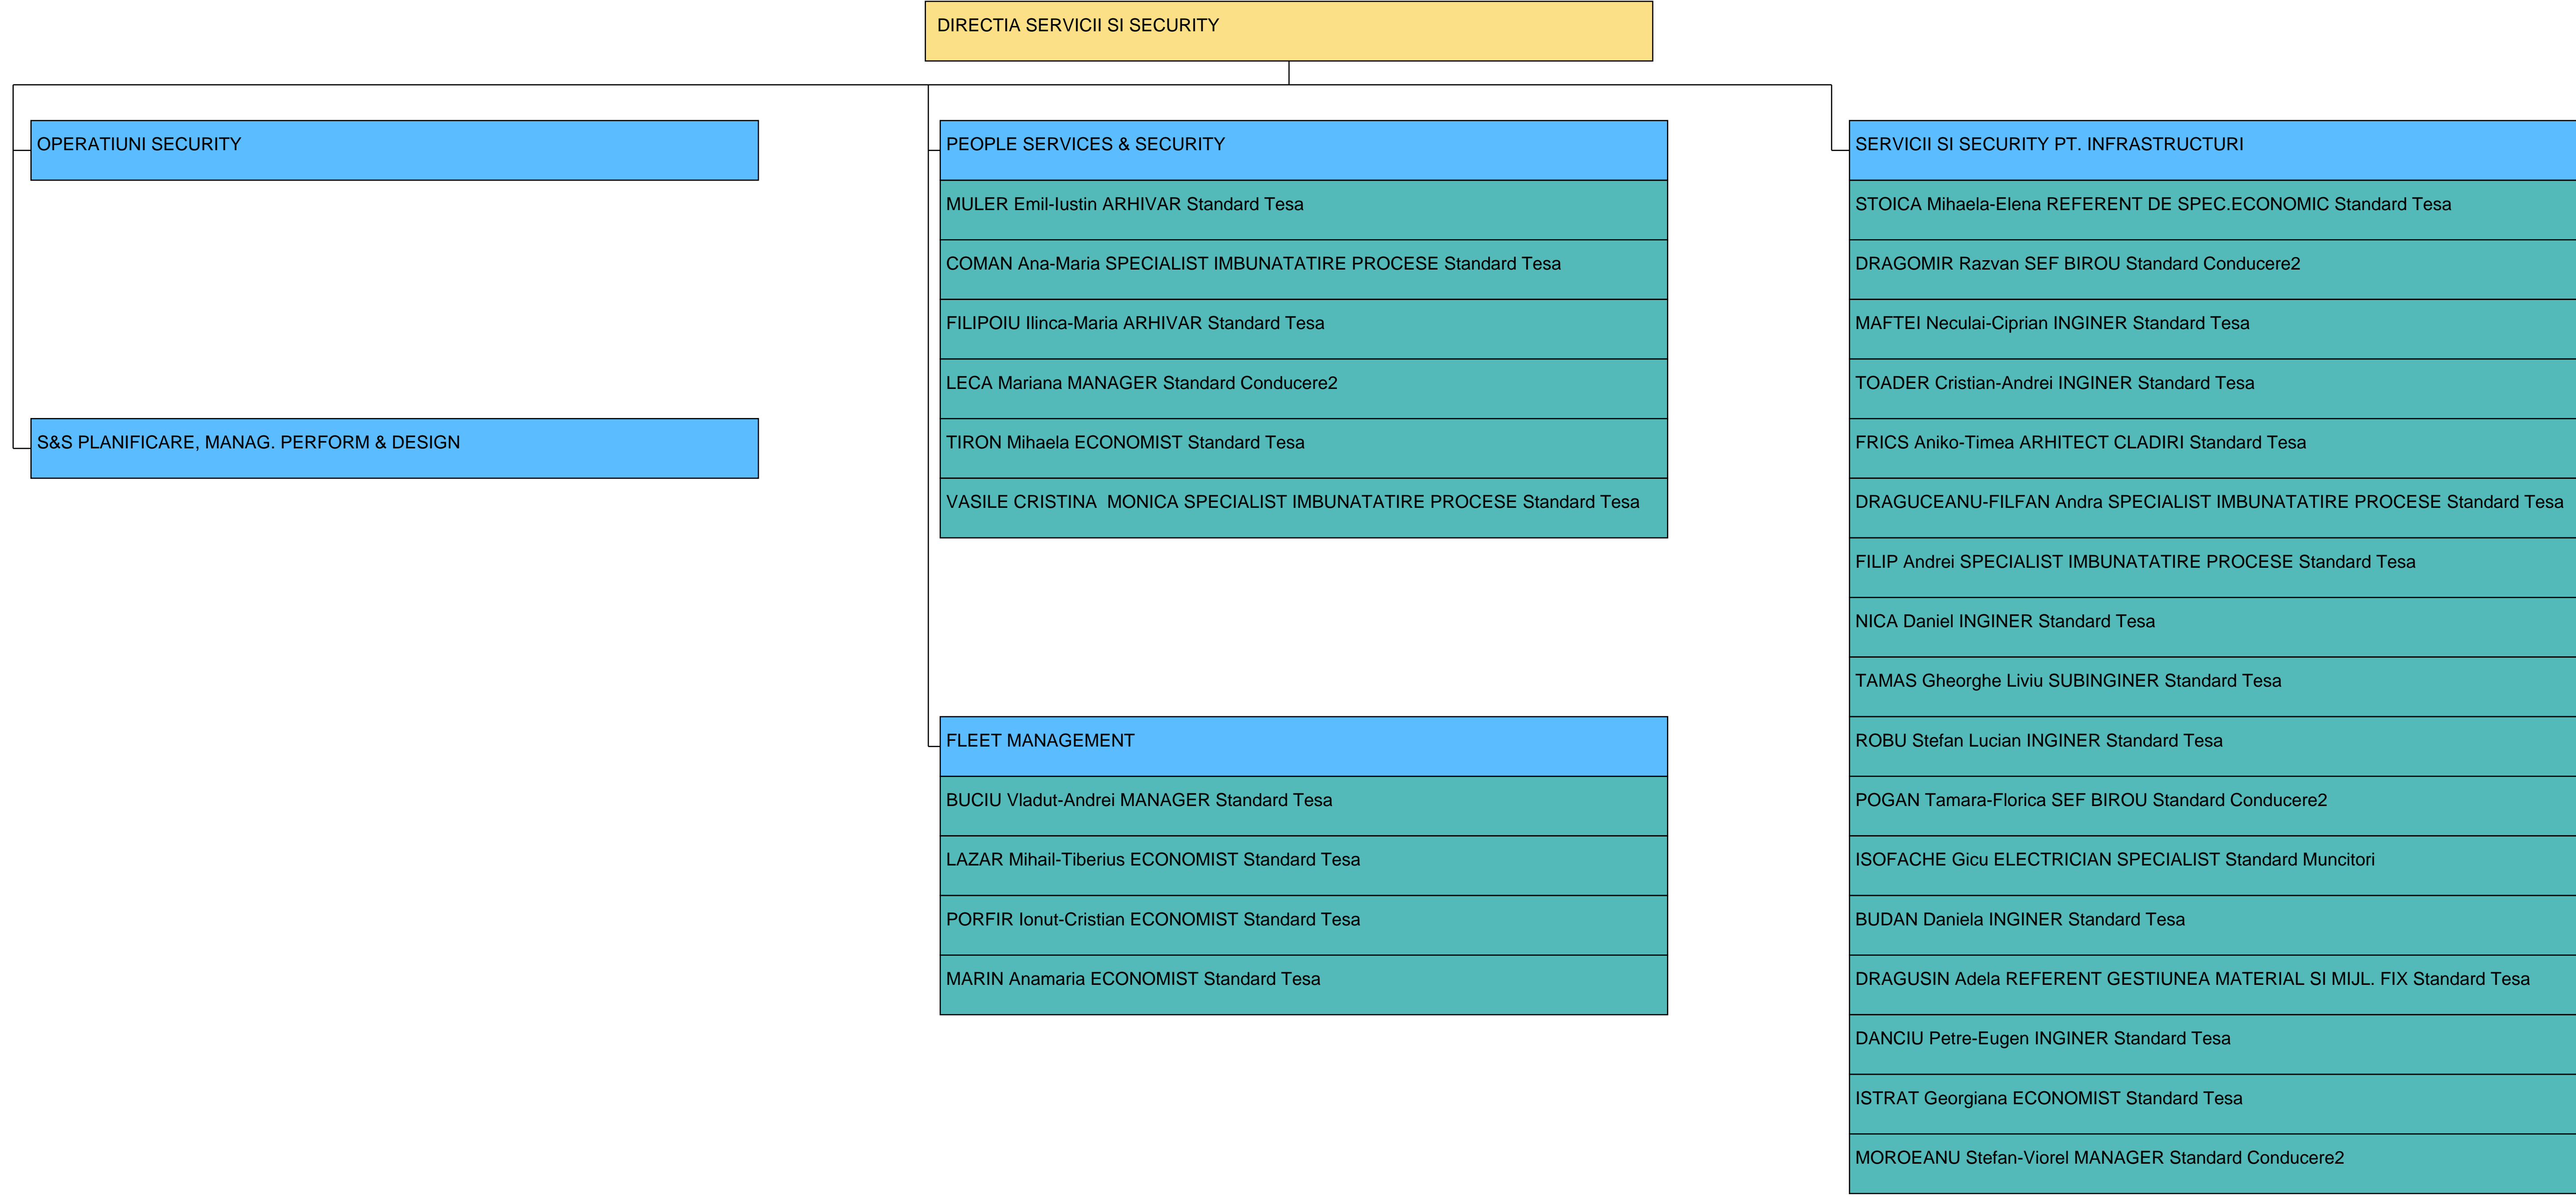 DIRECTIA SERVICII SI SECURITY
OPERATIUNI SECURITY
S&S PLANIFICARE, MANAG. PERFORM & DESIGN
PEOPLE SERVICES & SECURITY
MULER Emil-Iustin ARHIVAR Standard Tesa
COMAN Ana-Maria SPECIALIST IMBUNATATIRE PROCESE Standard Tesa
FILIPOIU Ilinca-Maria ARHIVAR Standard Tesa
LECA Mariana MANAGER Standard Conducere2
TIRON Mihaela ECONOMIST Standard Tesa
VASILE CRISTINA  MONICA SPECIALIST IMBUNATATIRE PROCESE Standard Tesa
FLEET MANAGEMENT
BUCIU Vladut-Andrei MANAGER Standard Tesa
LAZAR Mihail-Tiberius ECONOMIST Standard Tesa
PORFIR Ionut-Cristian ECONOMIST Standard Tesa
MARIN Anamaria ECONOMIST Standard Tesa
SERVICII SI SECURITY PT. INFRASTRUCTURI
STOICA Mihaela-Elena REFERENT DE SPEC.ECONOMIC Standard Tesa
DRAGOMIR Razvan SEF BIROU Standard Conducere2
MAFTEI Neculai-Ciprian INGINER Standard Tesa
TOADER Cristian-Andrei INGINER Standard Tesa
FRICS Aniko-Timea ARHITECT CLADIRI Standard Tesa
DRAGUCEANU-FILFAN Andra SPECIALIST IMBUNATATIRE PROCESE Standard Tesa
FILIP Andrei SPECIALIST IMBUNATATIRE PROCESE Standard Tesa
NICA Daniel INGINER Standard Tesa
TAMAS Gheorghe Liviu SUBINGINER Standard Tesa
ROBU Stefan Lucian INGINER Standard Tesa
POGAN Tamara-Florica SEF BIROU Standard Conducere2
ISOFACHE Gicu ELECTRICIAN SPECIALIST Standard Muncitori
BUDAN Daniela INGINER Standard Tesa
DRAGUSIN Adela REFERENT GESTIUNEA MATERIAL SI MIJL. FIX Standard Tesa
DANCIU Petre-Eugen INGINER Standard Tesa
ISTRAT Georgiana ECONOMIST Standard Tesa
MOROEANU Stefan-Viorel MANAGER Standard Conducere2